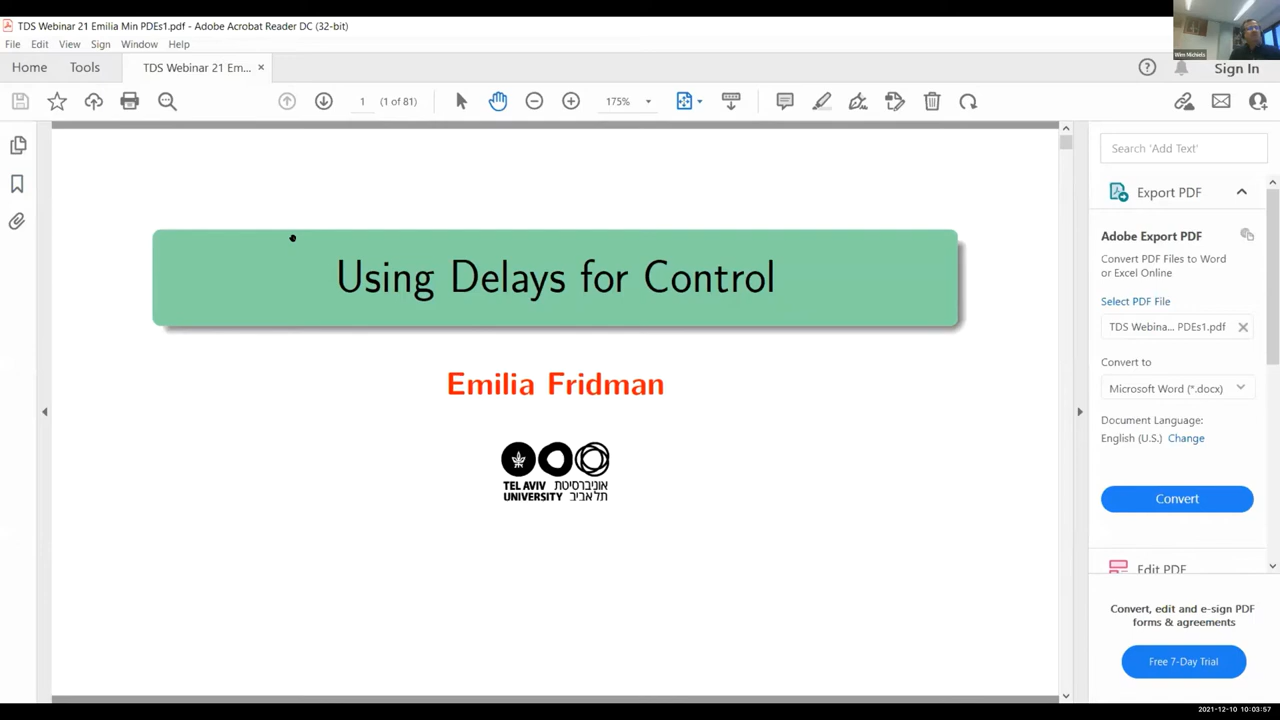 TDS Webinar 21 Emilia Min PDEs1.pdf - Adobe Acrobat Reader DC (32-bit)
File Edit View Sign Window Help
Wim Michiels
Home Tools TDS Webinar 21 Em... ×
Sign In
1 (1 of 81) 175%
Search 'Add Text'
Export PDF
Adobe Export PDF
Convert PDF Files to Word
or Excel Online
Select PDF File
TDS Webina... PDEs1.pdf
Convert to
Microsoft Word (*.docx)
Document Language:
English (U.S.) Change
Convert
Edit PDF
Convert, edit and e-sign PDF
forms & agreements
Free 7-Day Trial
Using Delays for Control
Emilia Fridman
TEL AVIV אוניברסיטת
UNIVERSITY תל אביב
2021-12-10 10:03:57